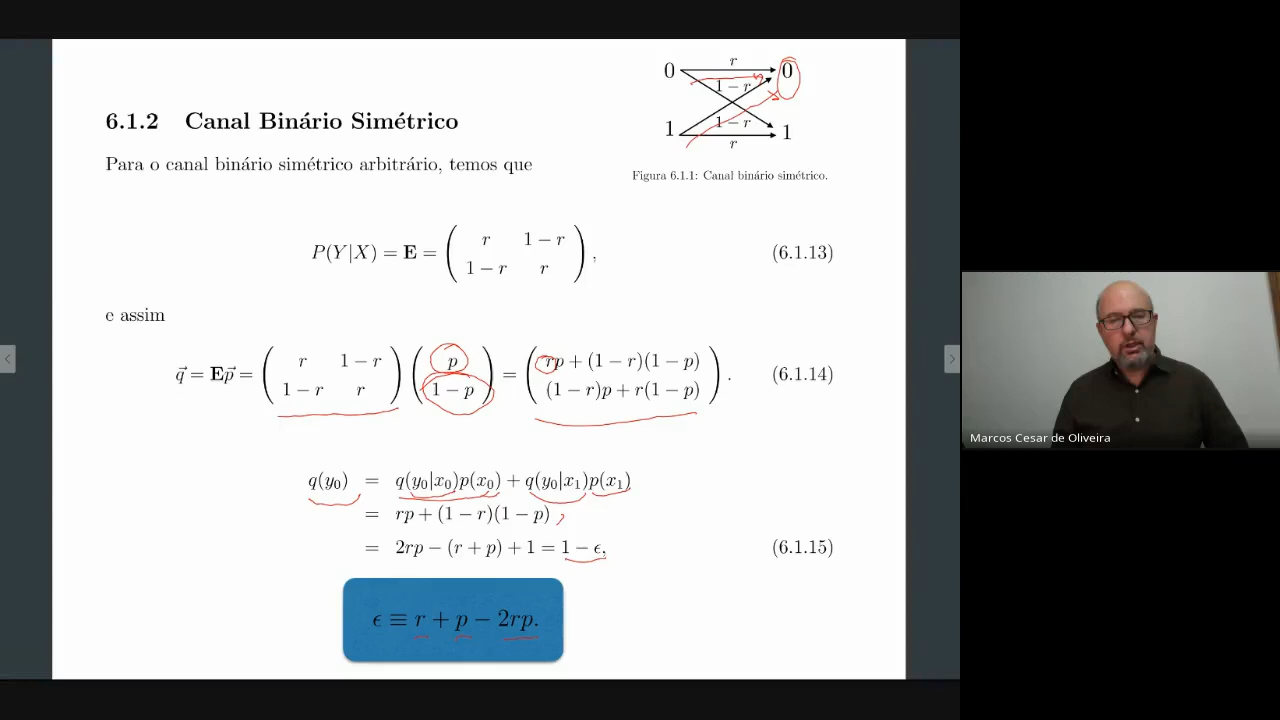 0 r 0
1 − r
1 − r
1 r 1
Figura 6.1.1: Canal binário simétrico.
6.1.2 Canal Binário Simétrico
Para o canal binário simétrico arbitrário, temos que
P(Y|X) = E = ( r 1 − r
1 − r r ) , (6.1.13)
e assim
q⃗ = Ep⃗ = ( r 1 − r
1 − r r ) ( p
1 − p ) = ( rp + (1 − r)(1 − p)
(1 − r)p + r(1 − p) ) . (6.1.14)
q(y₀) = q(y₀|x₀)p(x₀) + q(y₀|x₁)p(x₁)
= rp + (1 − r)(1 − p) ,
= 2rp − (r + p) + 1 = 1 − ϵ, (6.1.15)
ϵ ≡ r + p − 2rp.
Marcos Cesar de Oliveira